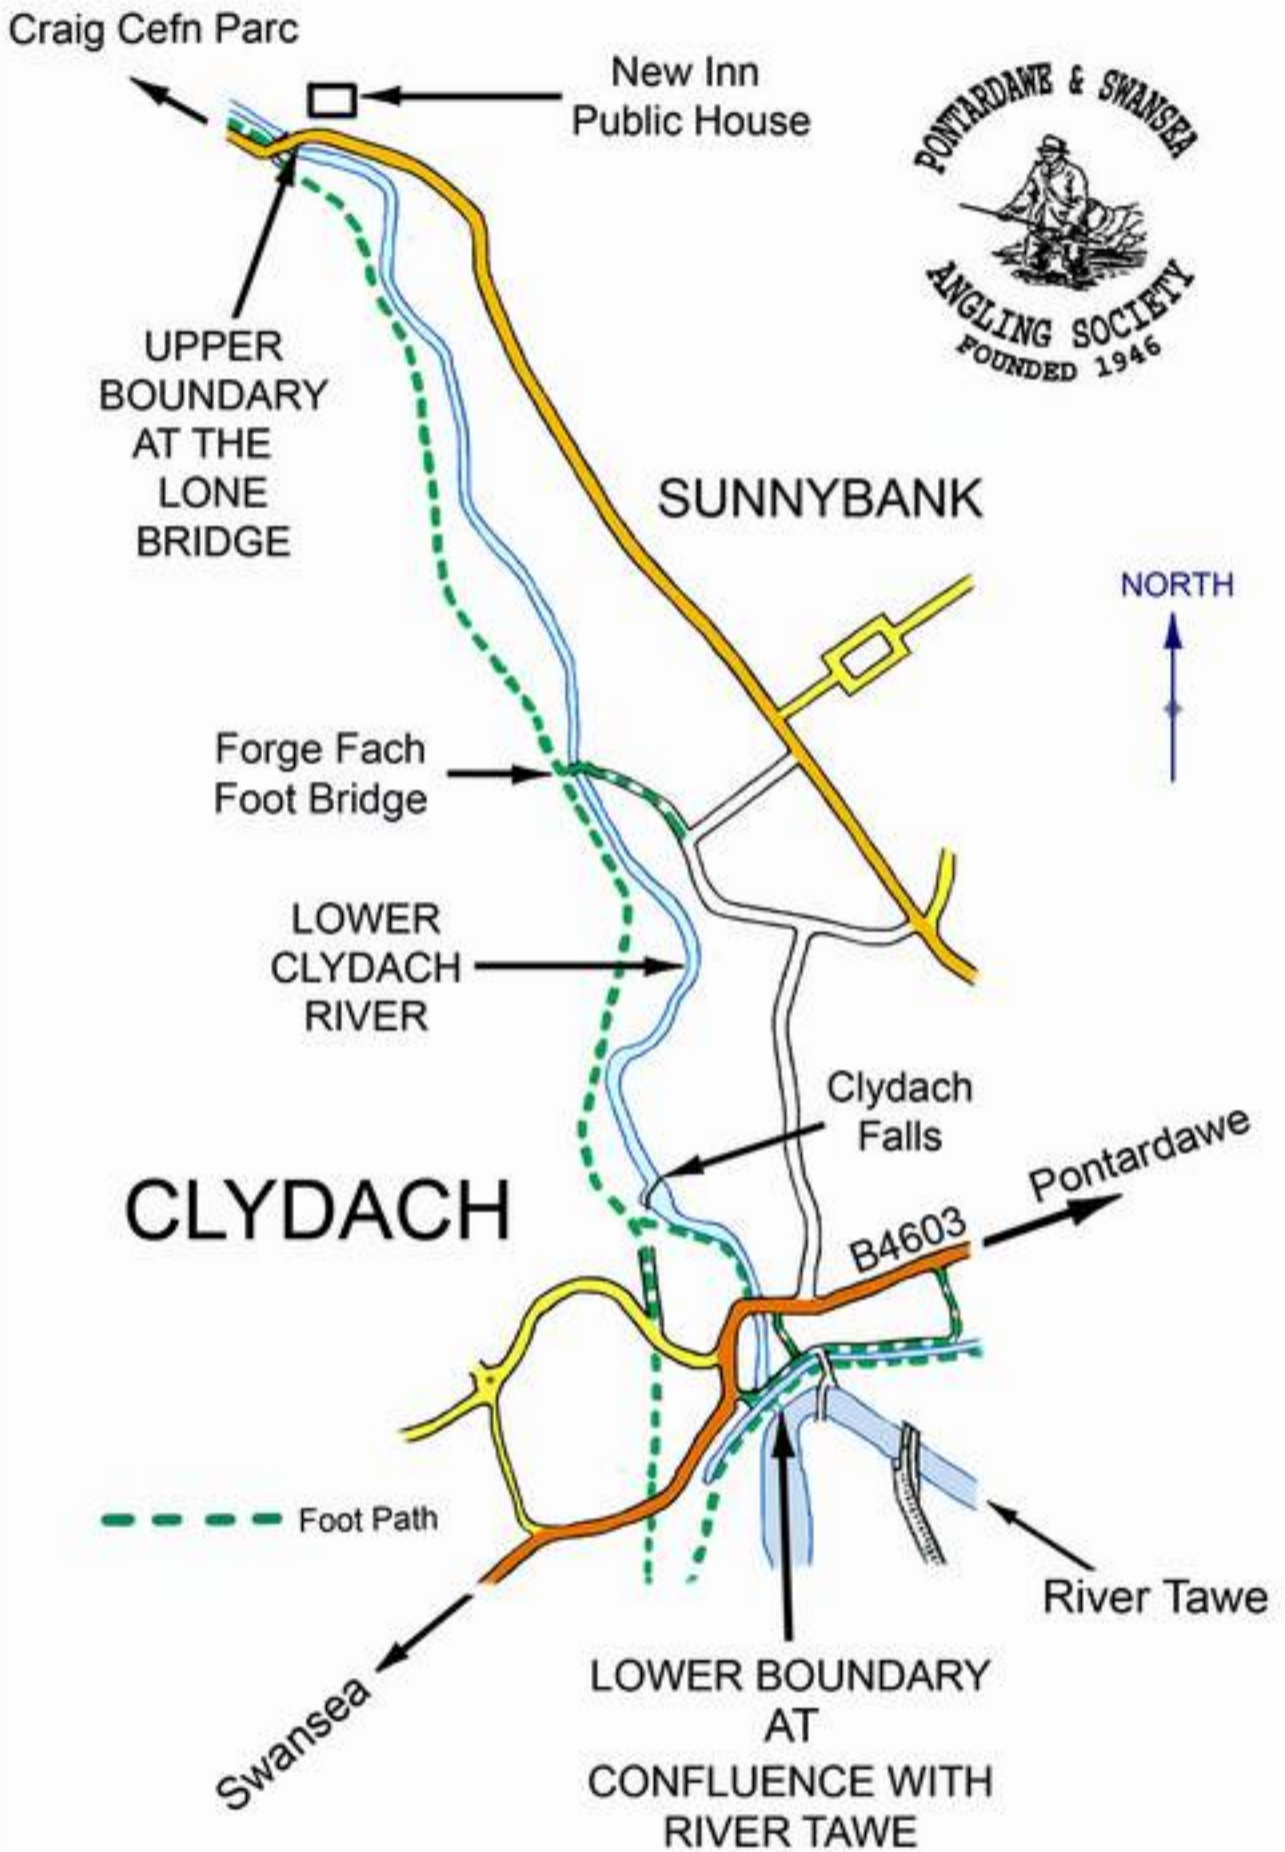 Craig Cefn Parc
New Inn
Public House
PONTARDAWE & SWANSEA
ANGLING SOCIETY
FOUNDED 1946
UPPER
BOUNDARY
AT THE
LONE
BRIDGE
SUNNYBANK
NORTH
Forge Fach
Foot Bridge
LOWER
CLYDACH
RIVER
Clydach
Falls
Pontardawe
CLYDACH
B4603
Foot Path
River Tawe
Swansea
LOWER BOUNDARY
AT
CONFLUENCE WITH
RIVER TAWE